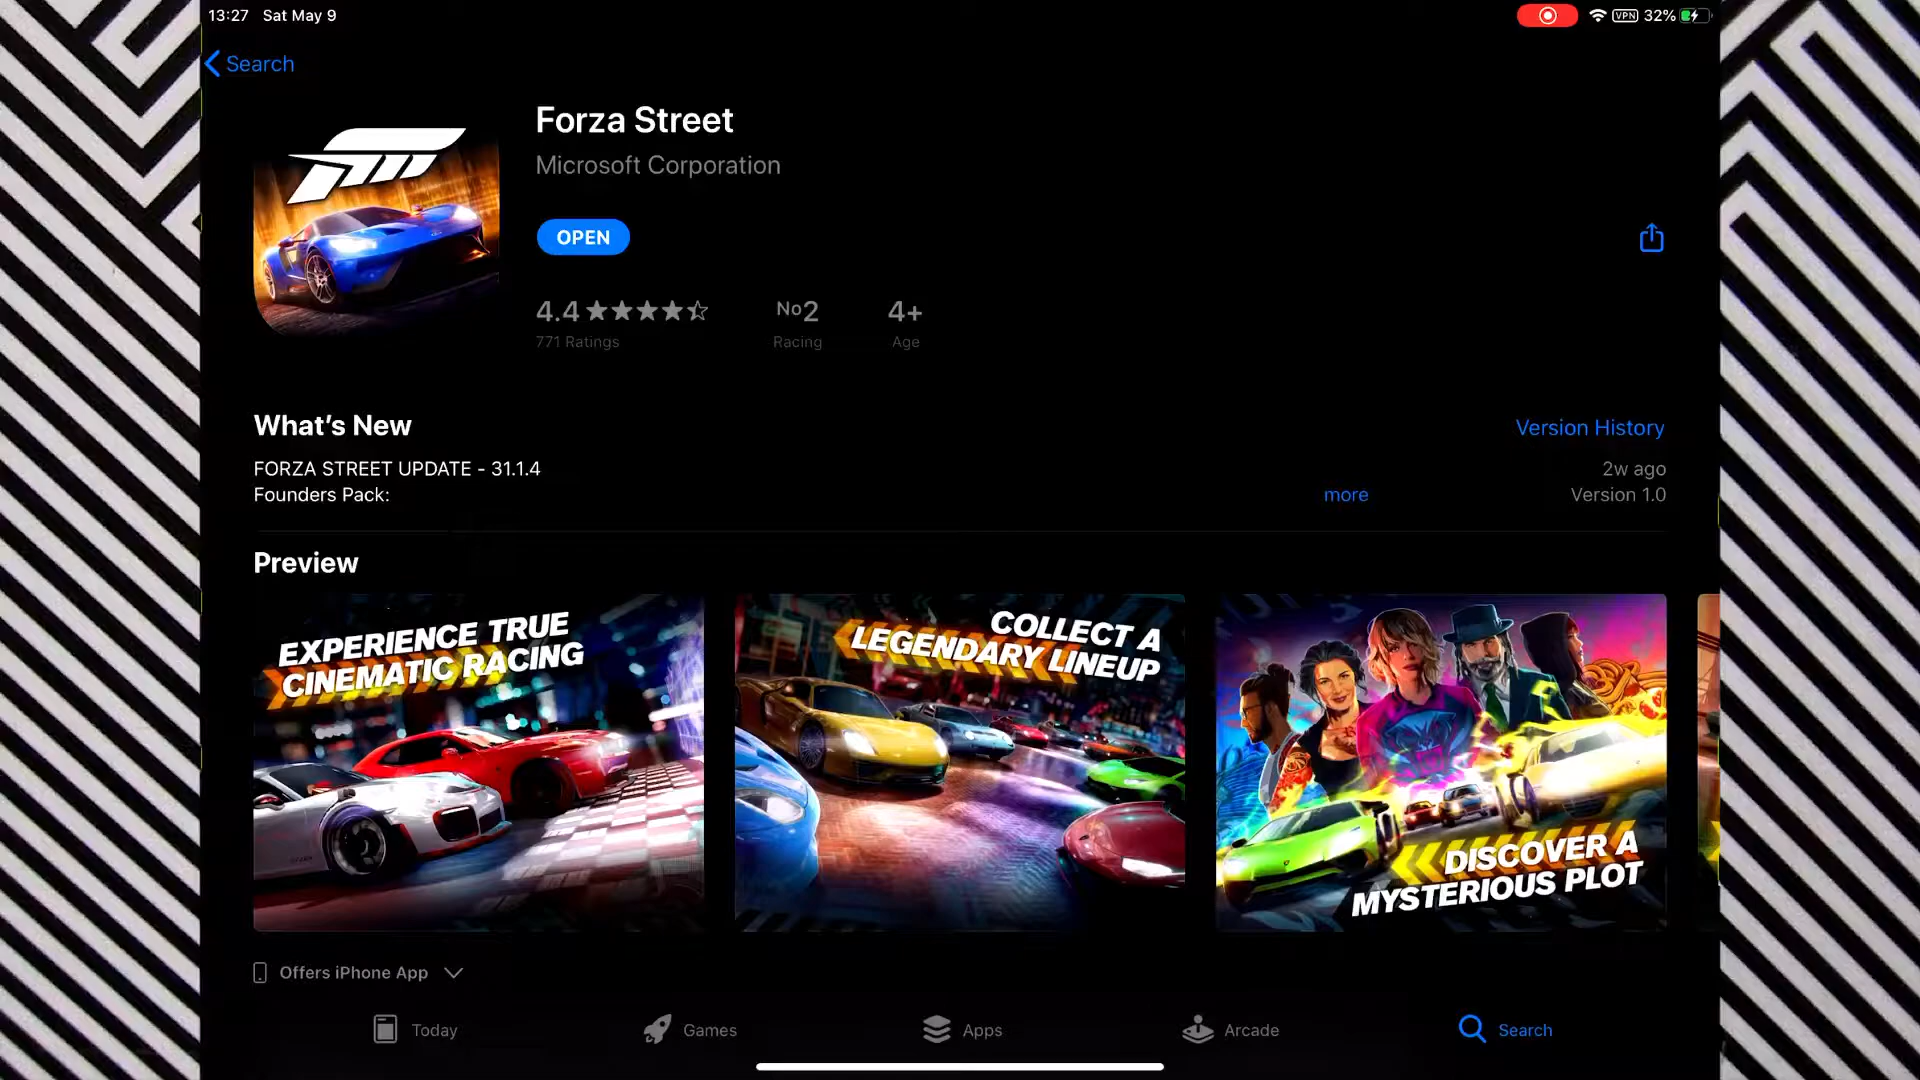 13:27 Sat May 9
VPN 32%
Search
Forza Street
Microsoft Corporation
OPEN
4.4
No2
4+
771 Ratings
Racing
Age
What's New
Version History
FORZA STREET UPDATE - 31.1.4
2w ago
Founders Pack:
more
Version 1.0
Preview
EXPERIENCE TRUE
CINEMATIC RACING
COLLECT A
LEGENDARY LINEUP
DISCOVER A
MYSTERIOUS PLOT
Offers iPhone App
Today
Games
Apps
Arcade
Search